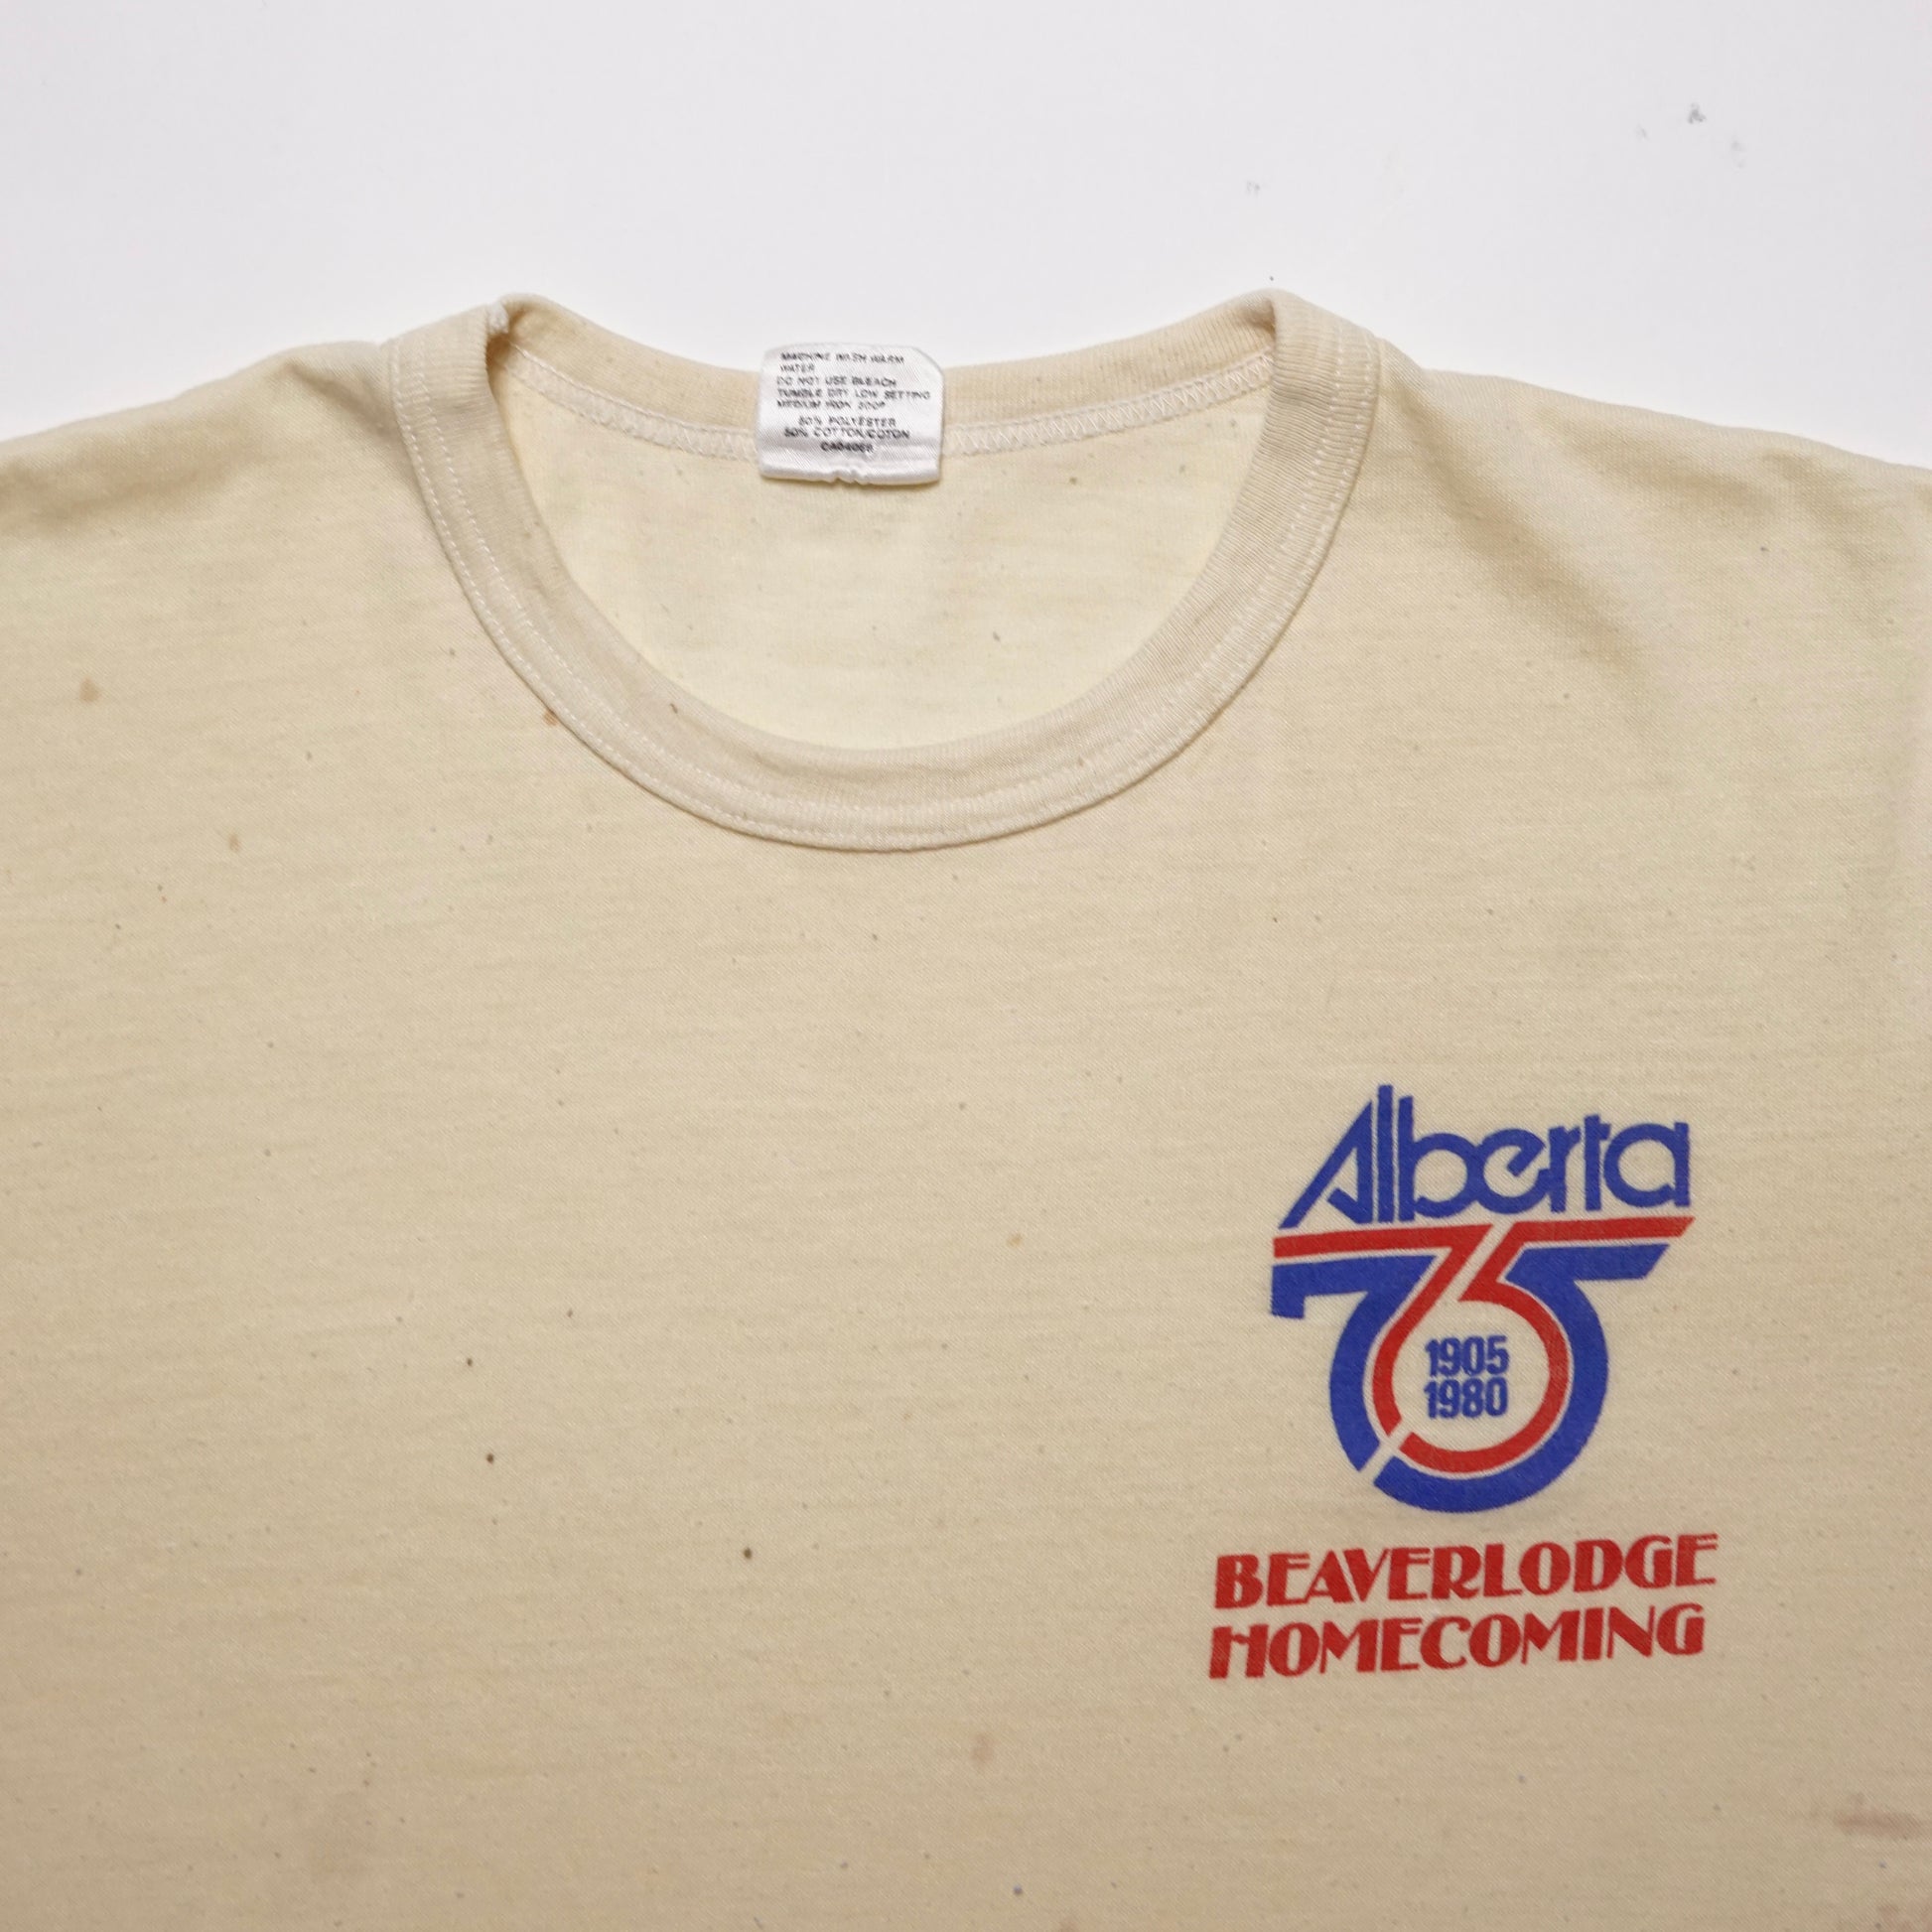 MACHINE WASH WARM
WATER
DO NOT USE BLEACH
TUMBLE DRY LOW SETTING
MEDIUM IRON
50% POLYESTER
50% COTTON/COTON
Alberta
75
1905
1980
BEAVERLODGE
HOMECOMING